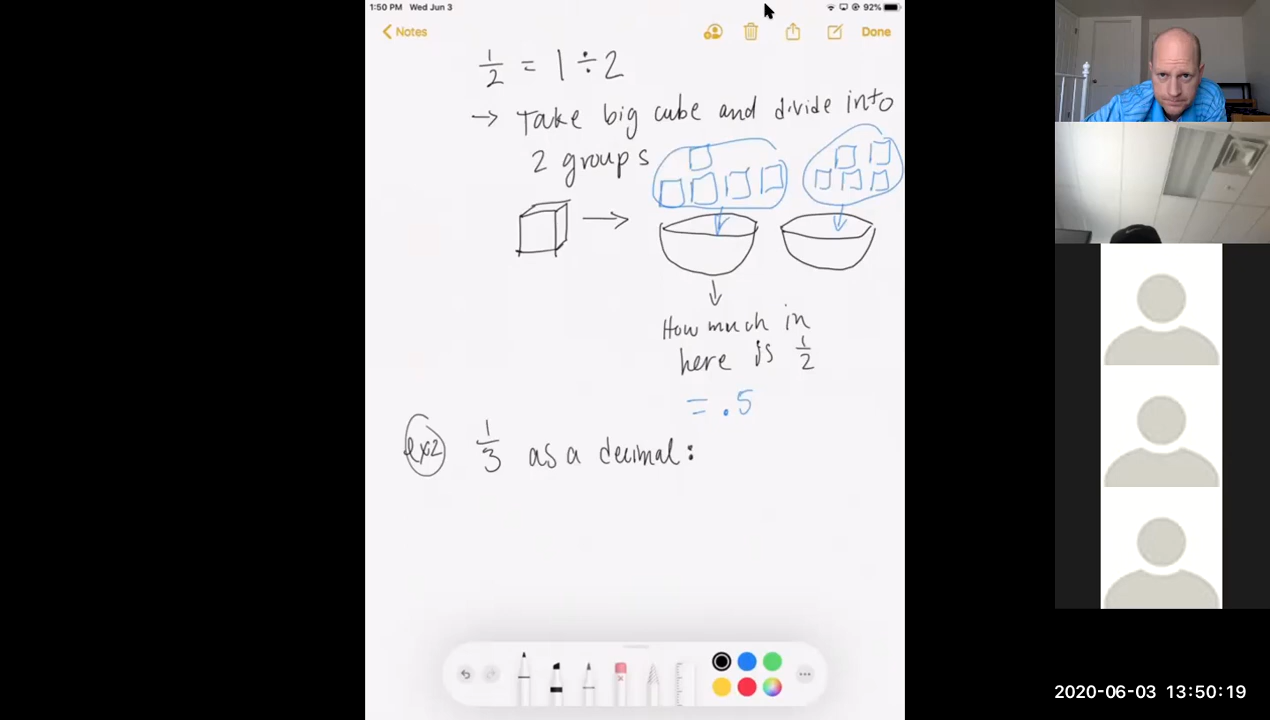 1:50 PM Wed Jun 3
92%
Notes
Done
1/2 = 1 ÷ 2
→ Take big cube and divide into
2 groups
How much in
here is 1/2
= .5
ex2 1/3 as a decimal:
2020-06-03 13:50:19